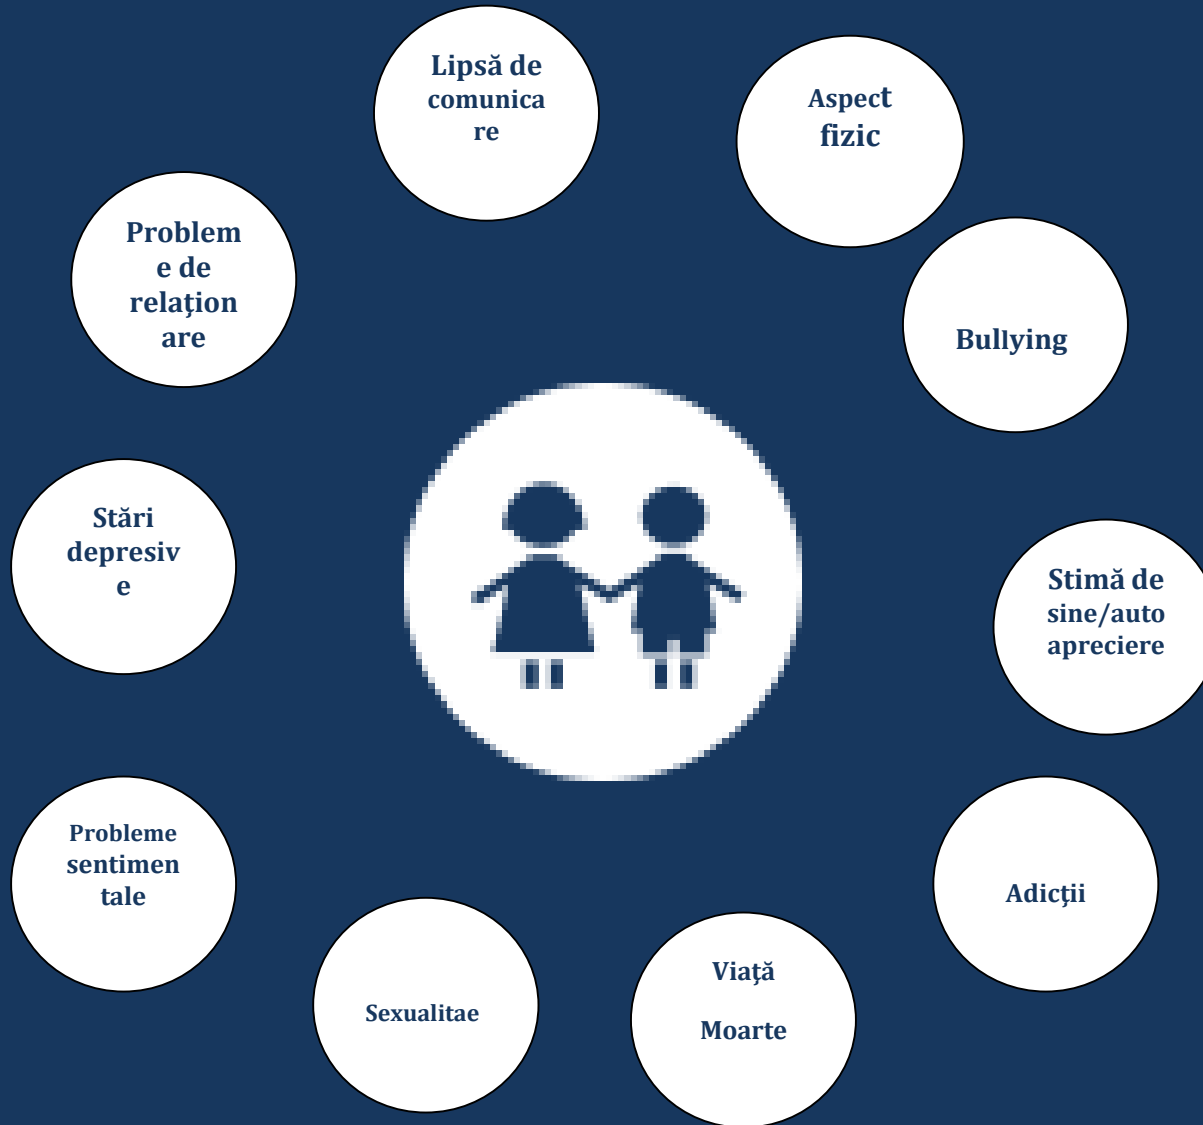 Lipsă de
comunica
re
Aspect
fizic
Problem
e de
relaţion
are
Bullying
Stări
depresiv
e
Stimă de
sine/auto
apreciere
Probleme
sentimen
tale
Adicţii
Sexualitae
Viaţă
Moarte